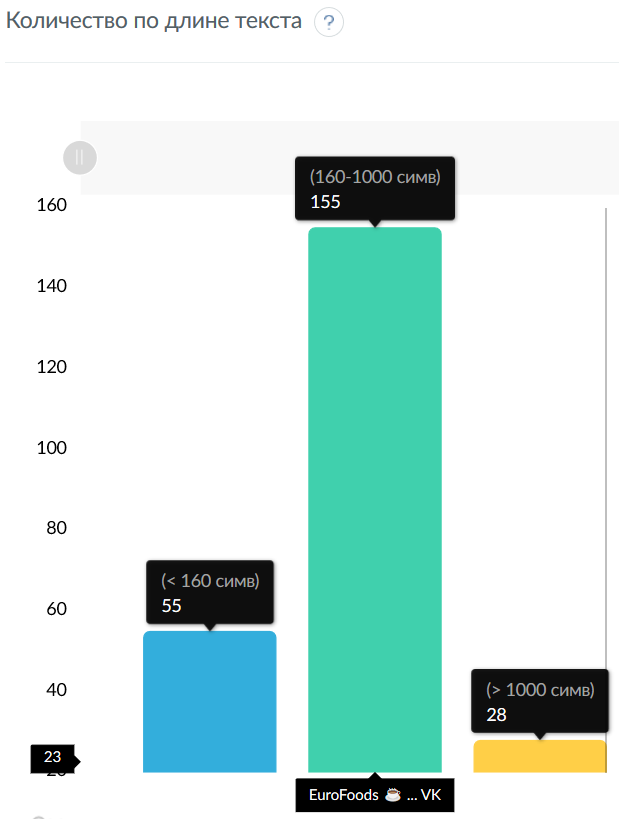 Количество по длине текста ?
160
(160-1000 симв)
155
140
120
100
80
(< 160 симв)
55
60
40
(> 1000 симв)
28
23
EuroFoods ☕ ... VK